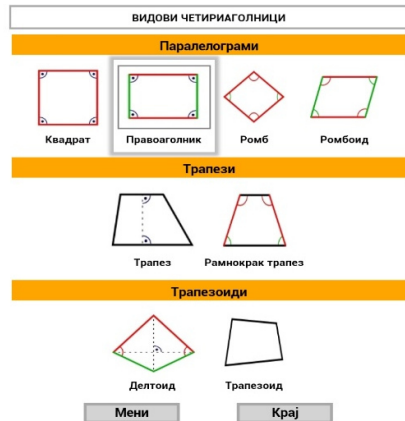 ВИДОВИ ЧЕТИРИАГОЛНИЦИ
Паралелограми
Квадрат Правоаголник Ромб Ромбоид
Трапези
Трапез Рамнокрак трапез
Трапезоиди
Делтоид Трапезоид
Мени Крај